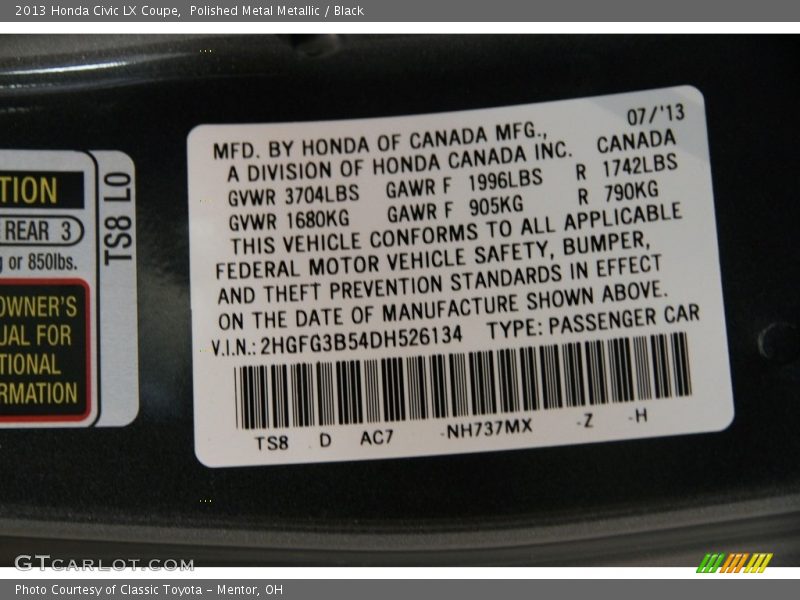 2013 Honda Civic LX Coupe,  Polished Metal Metallic / Black
TION
REAR 3
or 850lbs.
OWNER'S
UAL FOR
TIONAL
RMATION
TS8 L0
07/'13
MFD. BY HONDA OF CANADA MFG.,
A DIVISION OF HONDA CANADA INC. CANADA
GVWR 3704LBS GAWR F 1996LBS R 1742LBS
GVWR 1680KG GAWR F 905KG R 790KG
THIS VEHICLE CONFORMS TO ALL APPLICABLE
FEDERAL MOTOR VEHICLE SAFETY, BUMPER,
AND THEFT PREVENTION STANDARDS IN EFFECT
ON THE DATE OF MANUFACTURE SHOWN ABOVE.
V.I.N.: 2HGFG3B54DH526134 TYPE: PASSENGER CAR
TS8 D AC7 -NH737MX -Z -H
GTCARLOT.COM
Photo Courtesy of Classic Toyota - Mentor, OH